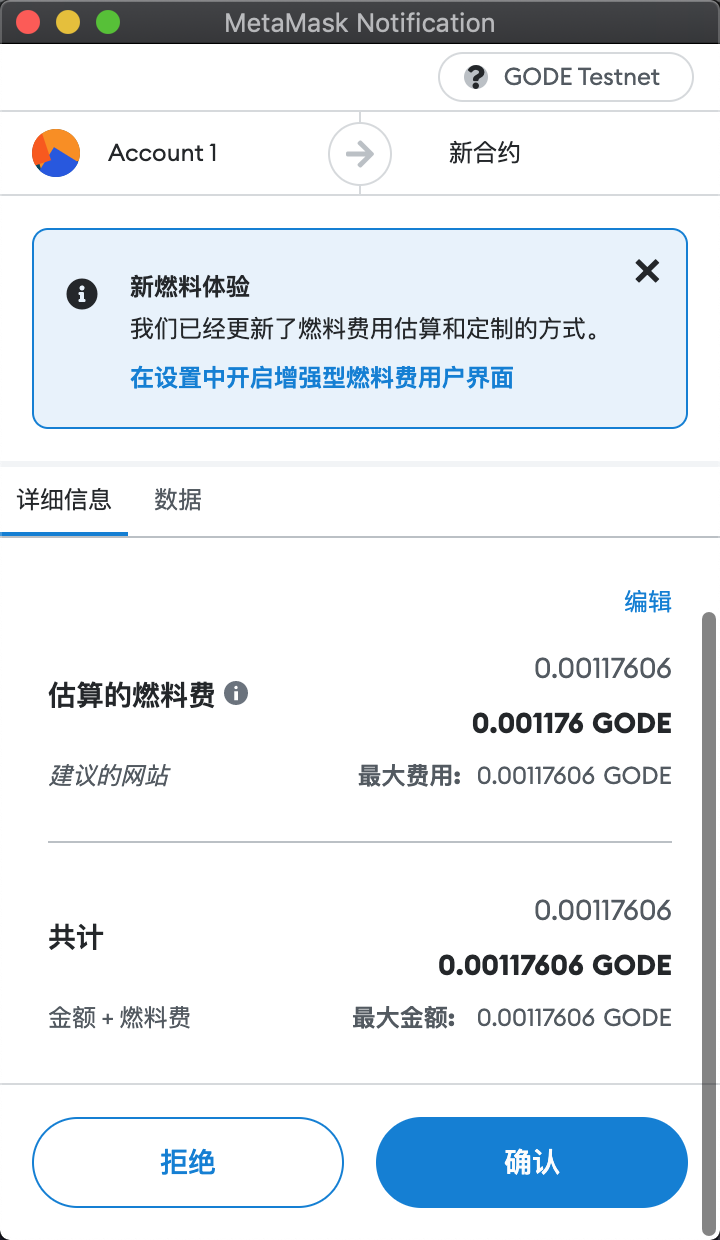 MetaMask Notification
GODE Testnet
Account 1
新合约
新燃料体验
我们已经更新了燃料费用估算和定制的方式。
在设置中开启增强型燃料费用户界面
详细信息 数据
编辑
0.00117606
估算的燃料费
0.001176 GODE
建议的网站 最大费用: 0.00117606 GODE
0.00117606
共计
0.00117606 GODE
金额 + 燃料费 最大金额: 0.00117606 GODE
拒绝 确认